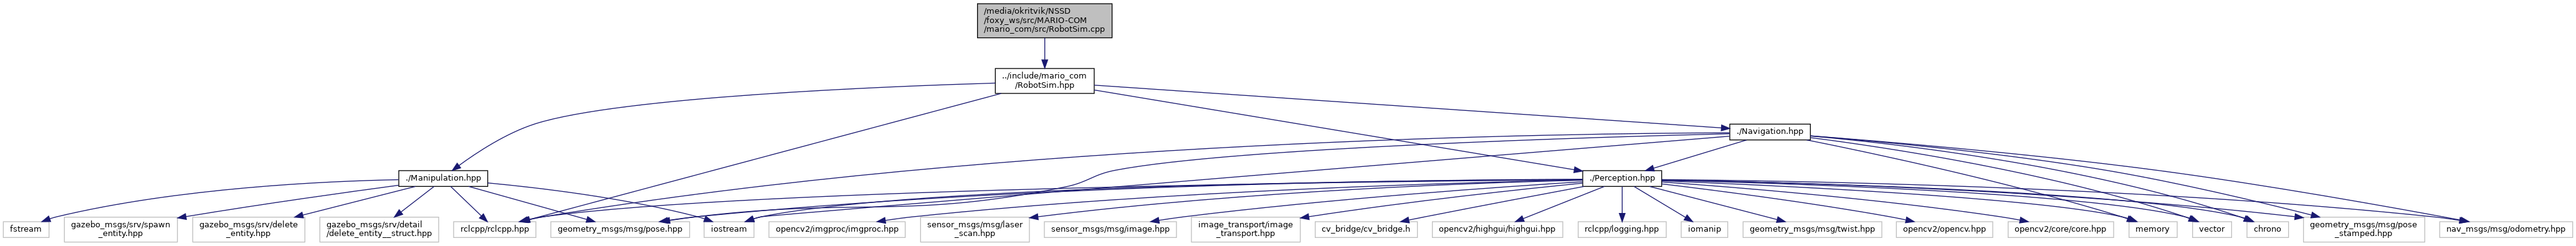 /media/okritvik/NSSD
/foxy_ws/src/MARIO-COM
/mario_com/src/RobotSim.cpp
../include/mario_com
/RobotSim.hpp
./Navigation.hpp
./Manipulation.hpp
./Perception.hpp
fstream
gazebo_msgs/srv/spawn
_entity.hpp
gazebo_msgs/srv/delete
_entity.hpp
gazebo_msgs/srv/detail
/delete_entity__struct.hpp
rclcpp/rclcpp.hpp
geometry_msgs/msg/pose.hpp
iostream
opencv2/imgproc/imgproc.hpp
sensor_msgs/msg/laser
_scan.hpp
sensor_msgs/msg/image.hpp
image_transport/image
_transport.hpp
cv_bridge/cv_bridge.h
opencv2/highgui/highgui.hpp
rclcpp/logging.hpp
iomanip
geometry_msgs/msg/twist.hpp
opencv2/opencv.hpp
opencv2/core/core.hpp
memory
vector
chrono
geometry_msgs/msg/pose
_stamped.hpp
nav_msgs/msg/odometry.hpp